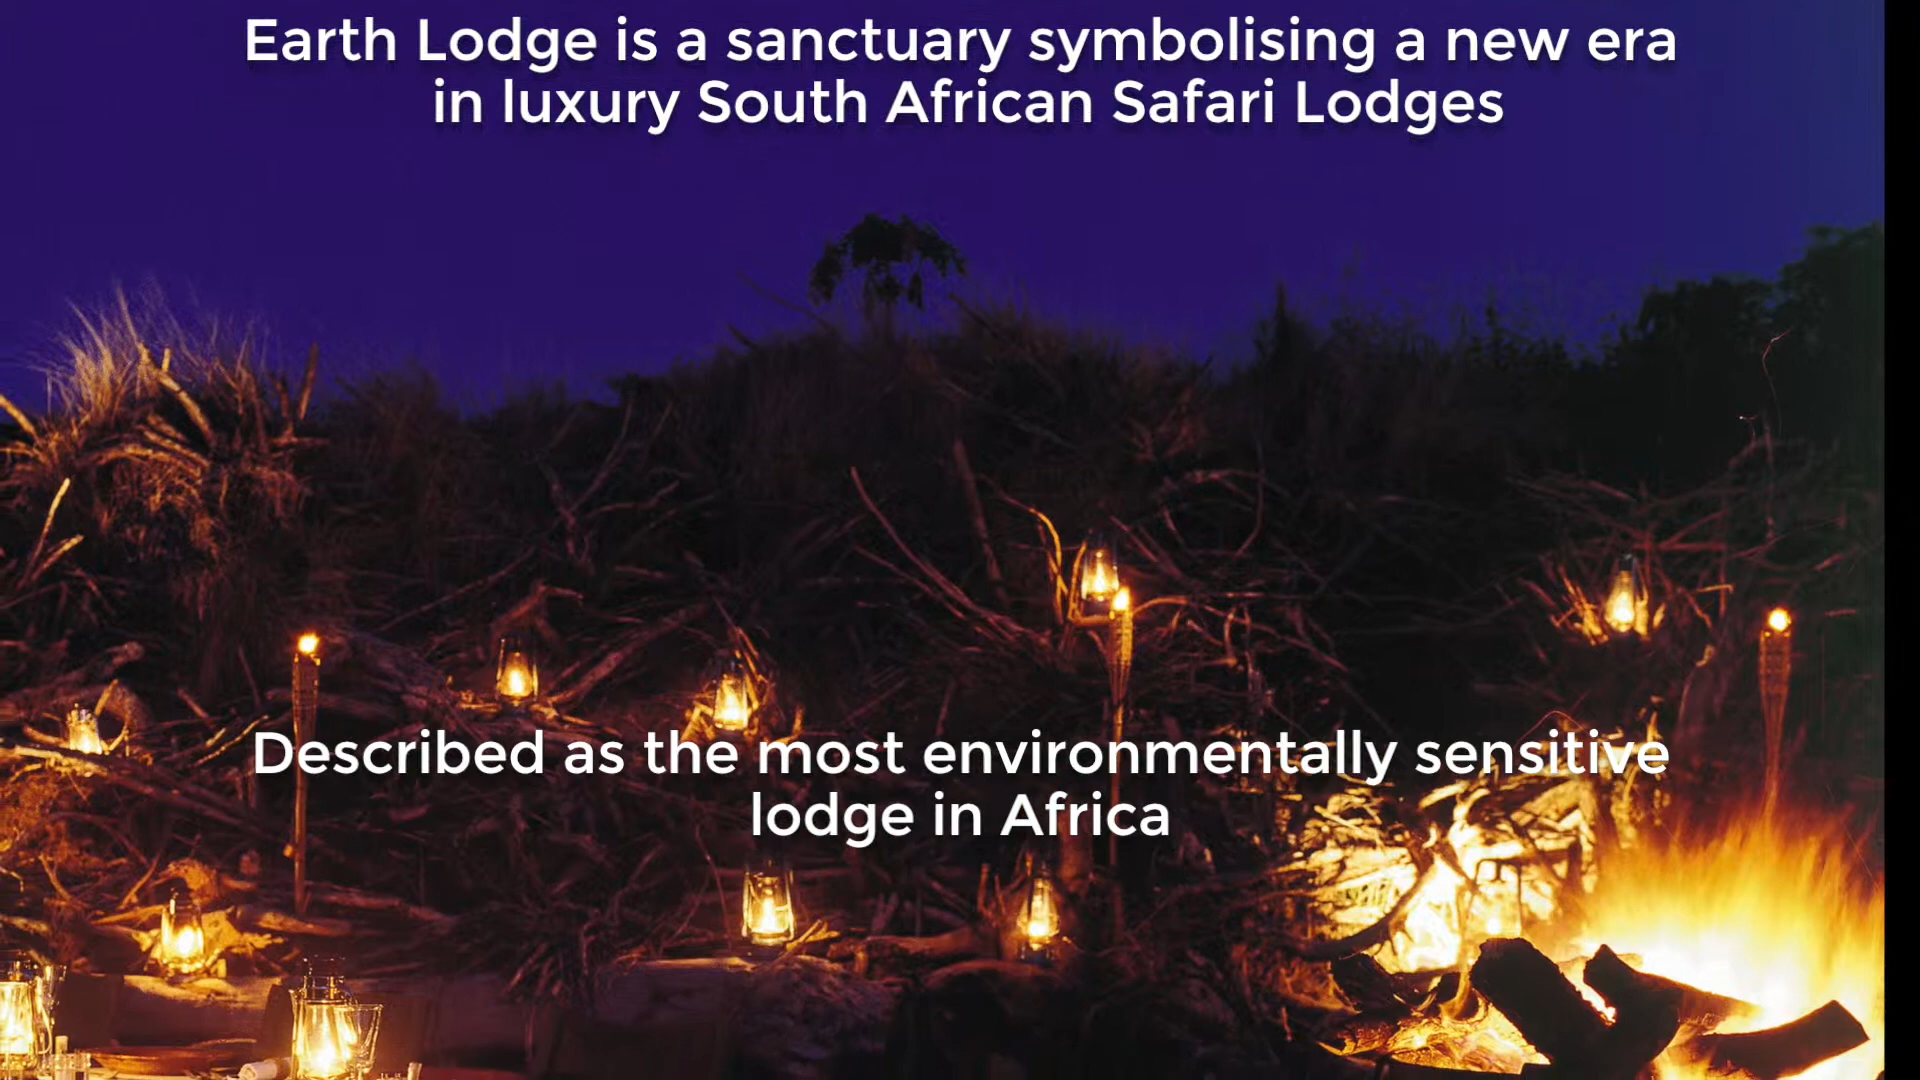 Earth Lodge is a sanctuary symbolising a new era
in luxury South African Safari Lodges
Described as the most environmentally sensitive
lodge in Africa